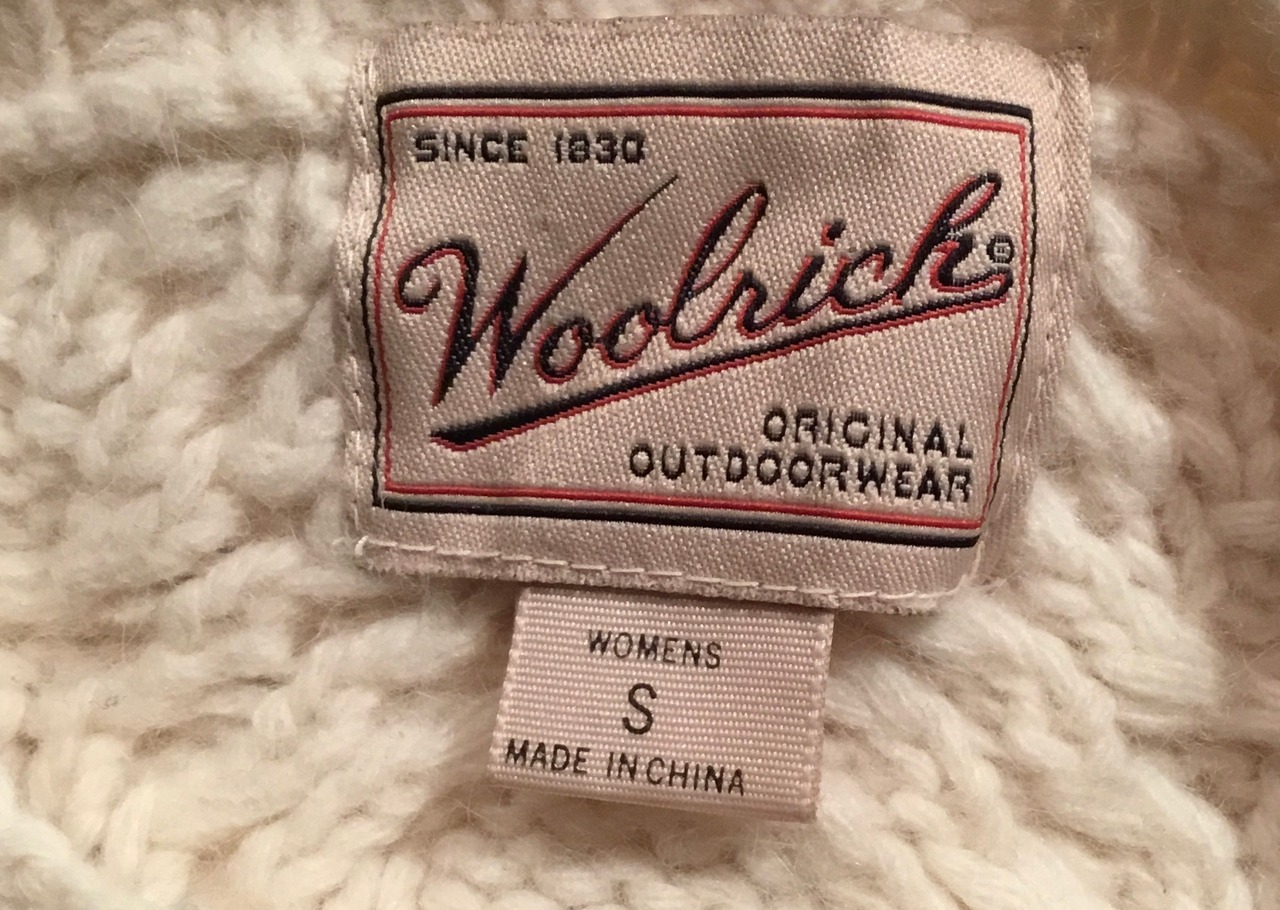 SINCE 1830
Woolrich®
ORIGINAL
OUTDOORWEAR
WOMENS
S
MADE IN CHINA